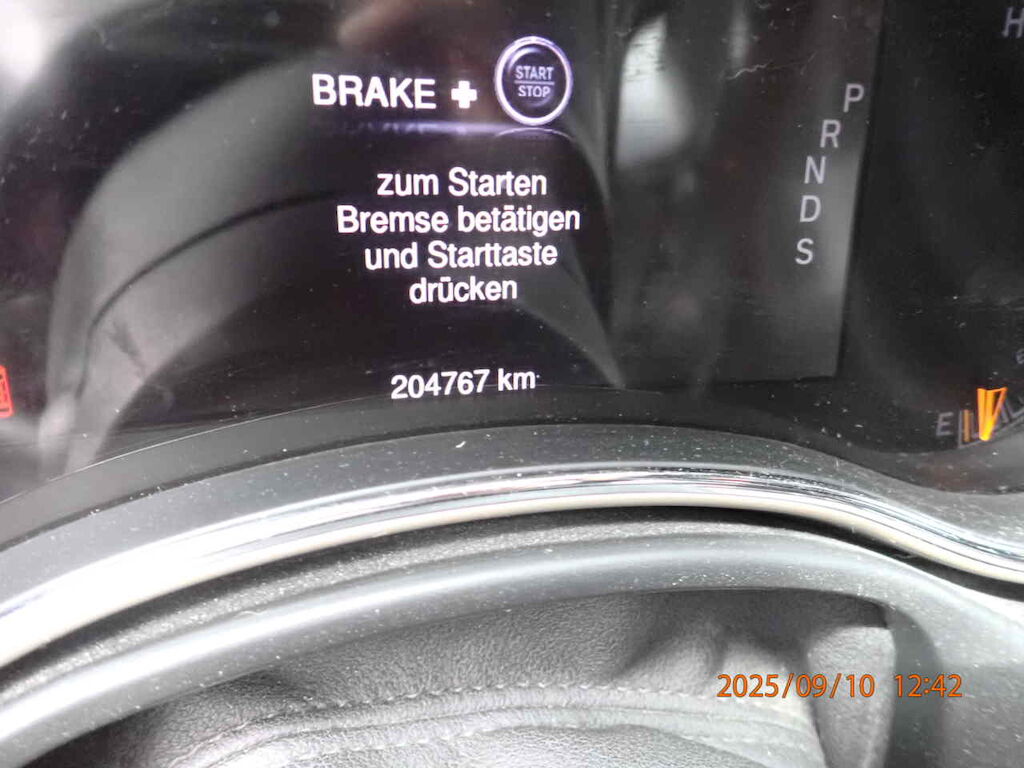 BRAKE + START STOP
zum Starten
Bremse betätigen
und Starttaste
drücken
204767 km
P
R
N
D
S
H
E
2025/09/10 12:42